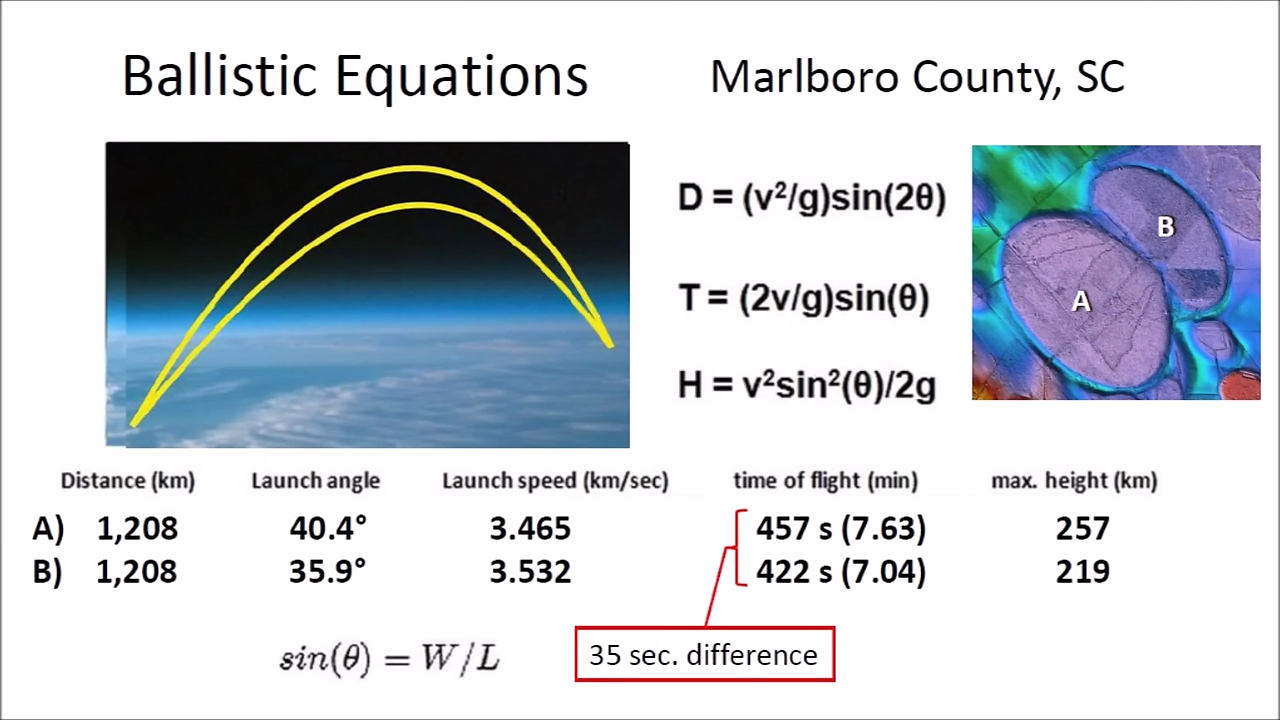 Ballistic Equations
Marlboro County, SC
D = (v²/g)sin(2θ)
T = (2v/g)sin(θ)
H = v²sin²(θ)/2g
A
B
Distance (km) Launch angle Launch speed (km/sec) time of flight (min) max. height (km)
A) 1,208 40.4° 3.465 457 s (7.63) 257
B) 1,208 35.9° 3.532 422 s (7.04) 219
sin(θ) = W/L
35 sec. difference